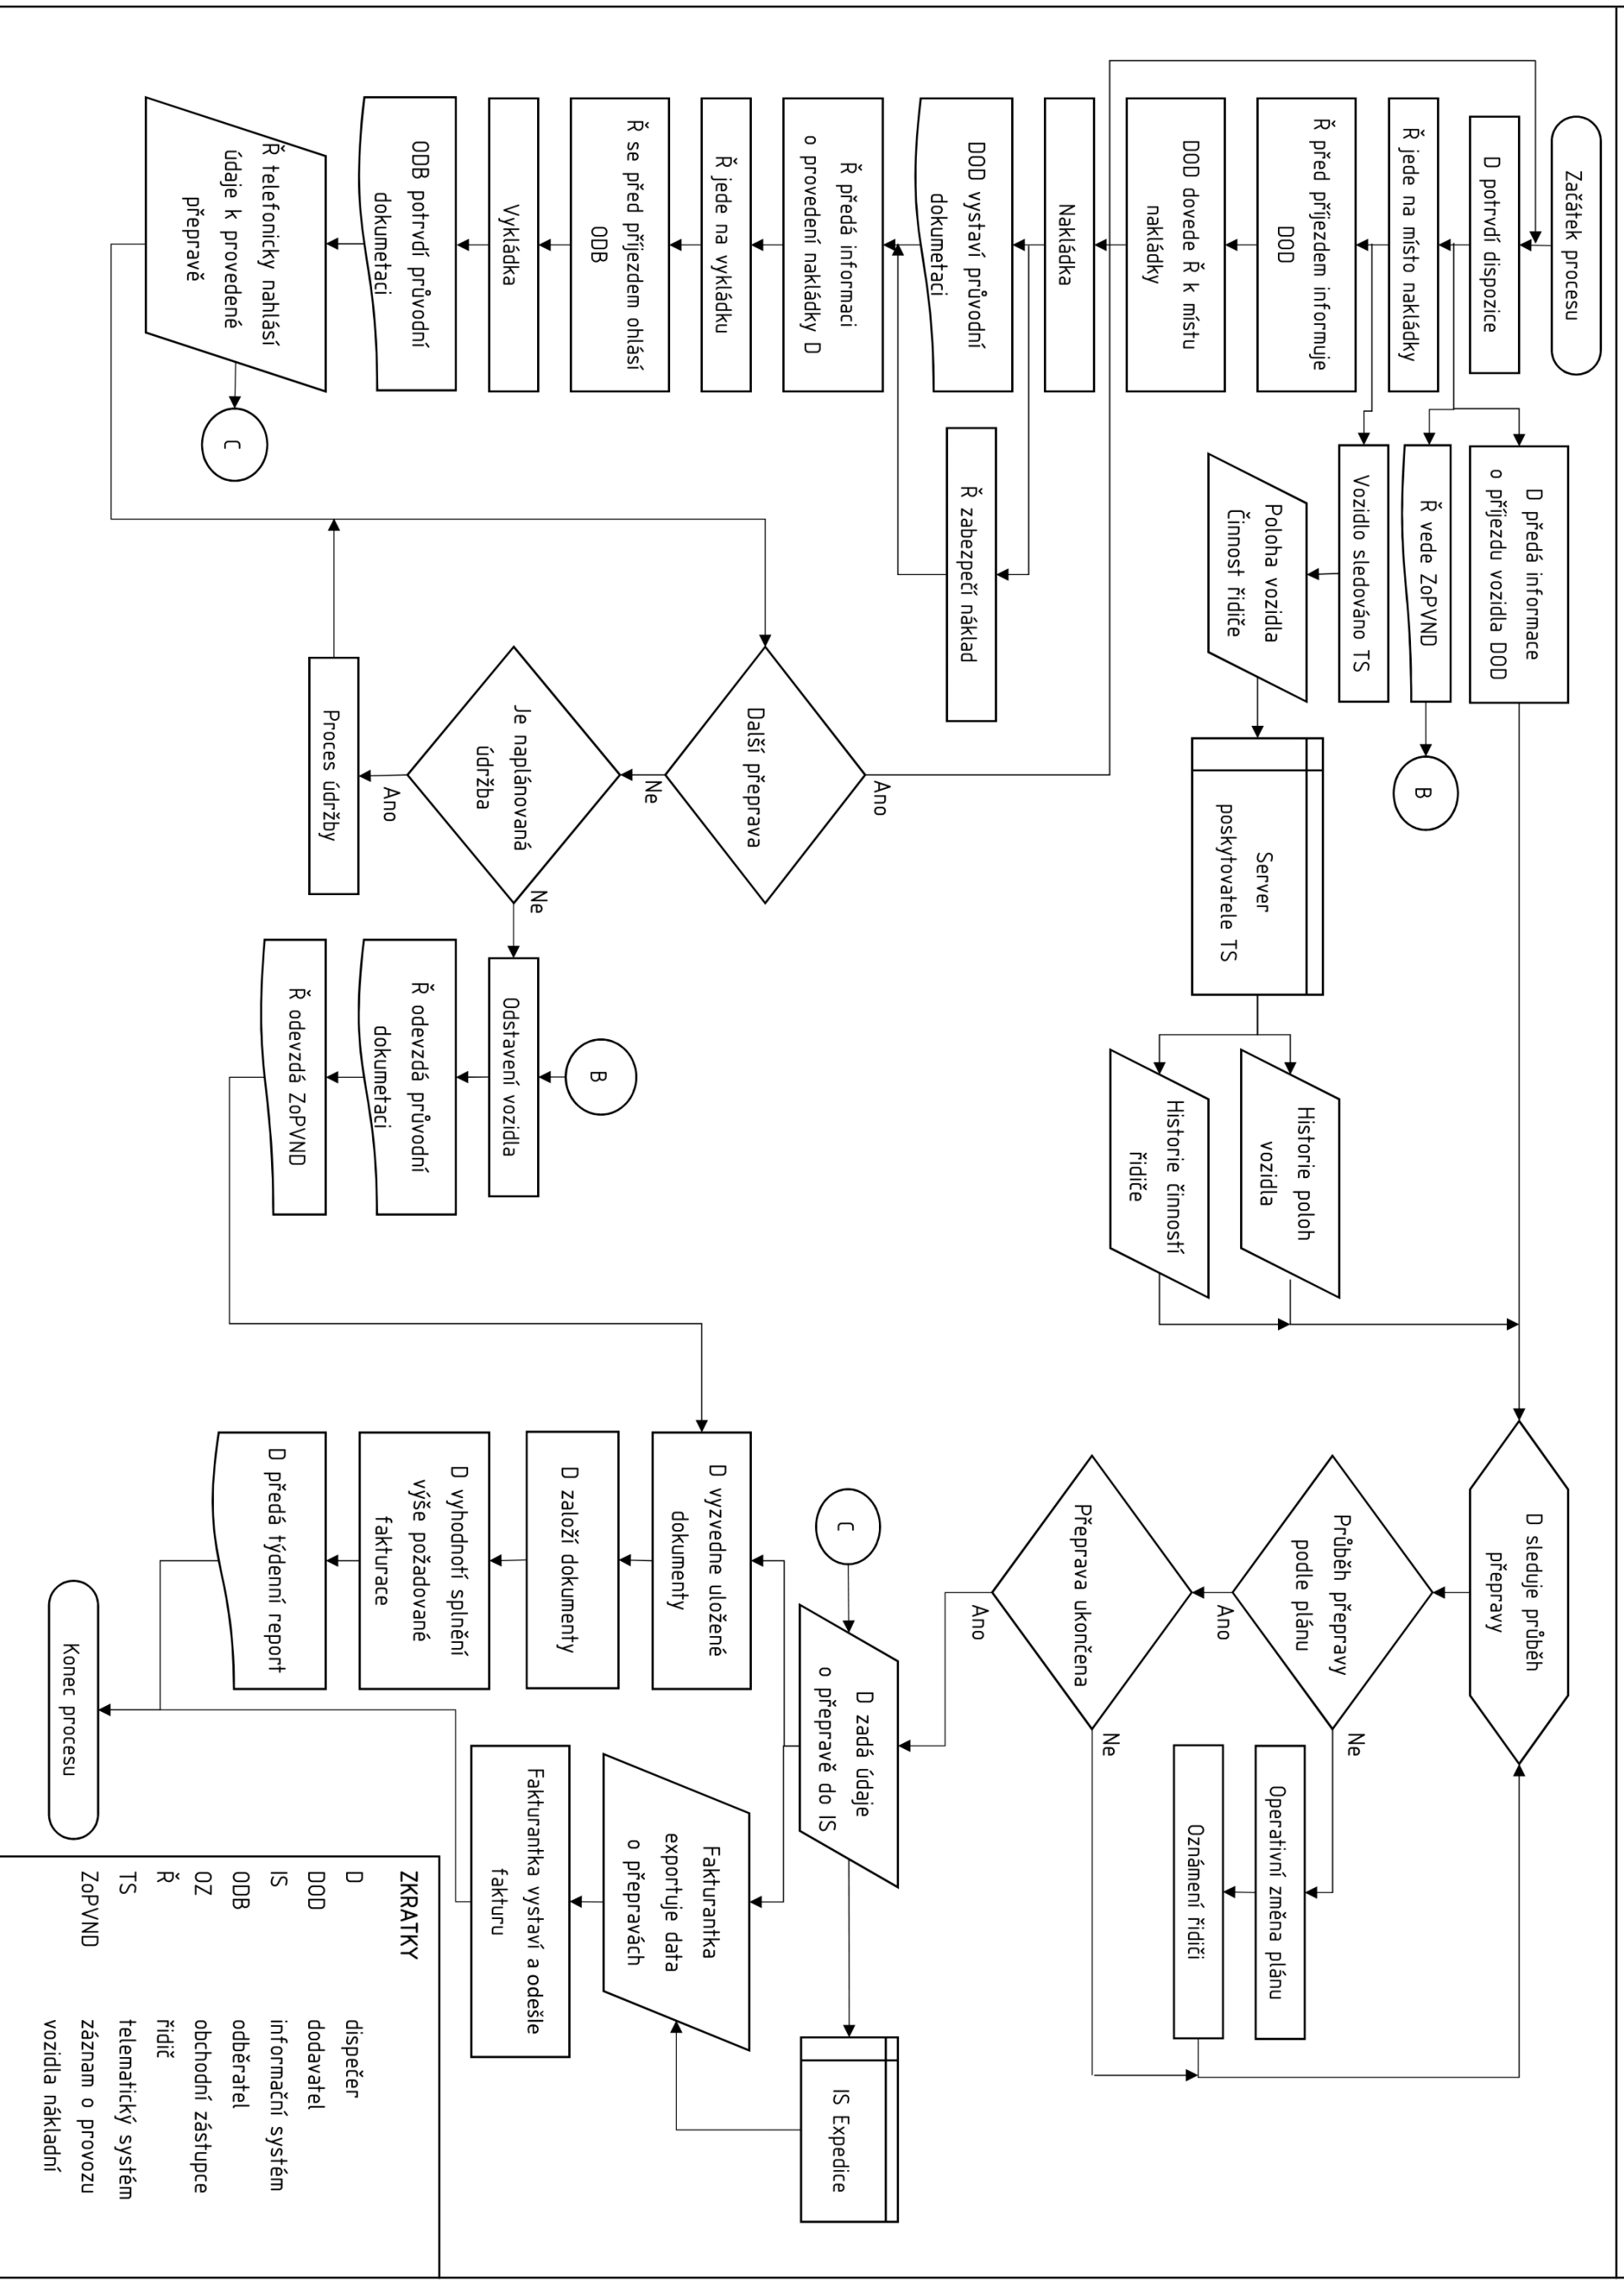 Začátek procesu
D potrvdí dispozice
Ř jede na místo nakládky
Ř před příjezdem informuje
DOD
DOD dovede Ř k místu
nakládky
Nakládka
DOD vystaví průvodní
dokumetaci
Ř předá informaci
o provedení nakládky D
Ř jede na vykládku
Ř se před příjezdem ohlásí
ODB
Vykládka
ODB potrvdí průvodní
dokumetaci
Ř telefonicky nahlásí
údaje k provedené
přepravě
C
D předá informace
o příjezdu vozidla DOD
Ř vede ZoPVND
B
Vozidlo sledováno TS
Poloha vozidla
Činnost řidiče
Server
poskytovatele TS
Historie poloh
vozidla
Historie činností
řidiče
Ř zabezpečí náklad
Další přeprava
Ano
Ne
Je naplánovaná
údržba
Ano
Ne
Proces údržby
B
Odstavení vozidla
Ř odevzdá průvodní
dokumetaci
Ř odevzdá ZoPVND
D sleduje průběh
přepravy
Průběh přepravy
podle plánu
Ne
Ano
Operativní změna plánu
Oznámení řidiči
Přeprava ukončena
Ne
Ano
C
D zadá údaje
o přepravě do IS
IS Expedice
D vyzvedne uložené
dokumenty
D založí dokumenty
D vyhodnotí splnění
výše požadované
fakturace
D předá týdenní report
Fakturantka
exportuje data
o přepravách
Fakturantka vystaví a odešle
fakturu
Konec procesu
ZKRATKY
D dispečer
DOD dodavatel
IS informační systém
ODB odběratel
OZ obchodní zástupce
Ř řidič
TS telematický systém
ZoPVND záznam o provozu
vozidla nákladní